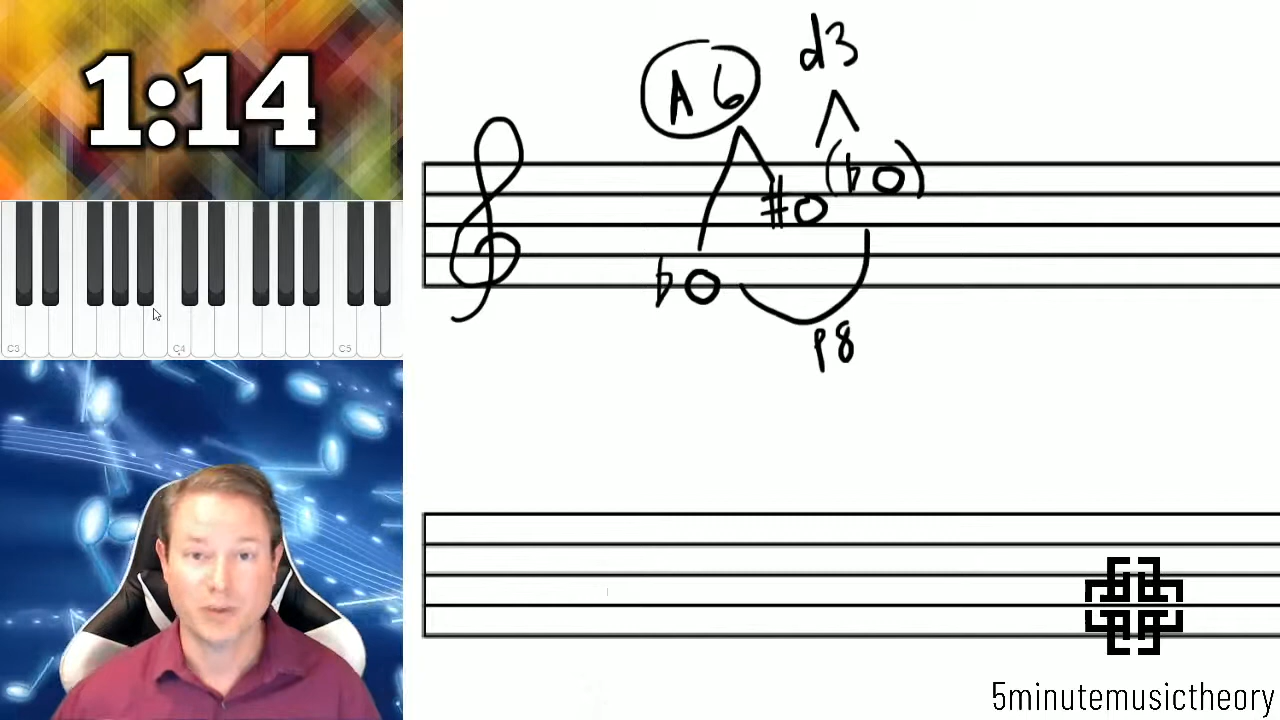 1:14
A6
d3
(♭ )
♯
♭
P8
C3
C4
C5
5minutemusictheory